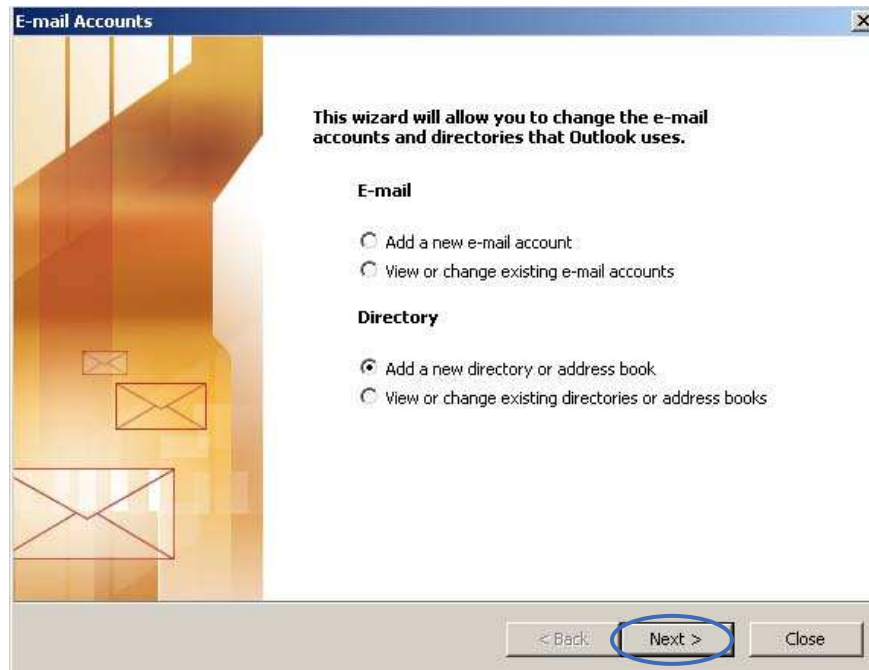 E-mail Accounts
This wizard will allow you to change the e-mail
accounts and directories that Outlook uses.
E-mail
Add a new e-mail account
View or change existing e-mail accounts
Directory
Add a new directory or address book
View or change existing directories or address books
< Back
Next >
Close